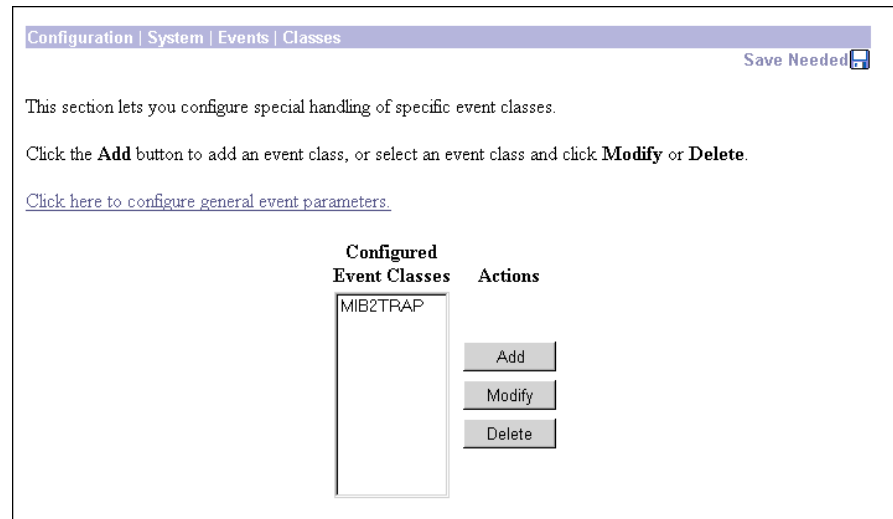 Configuration | System | Events | Classes
Save Needed
This section lets you configure special handling of specific event classes.
Click the Add button to add an event class, or select an event class and click Modify or Delete.
Click here to configure general event parameters.
Configured
Event Classes Actions
MIB2TRAP
Add
Modify
Delete